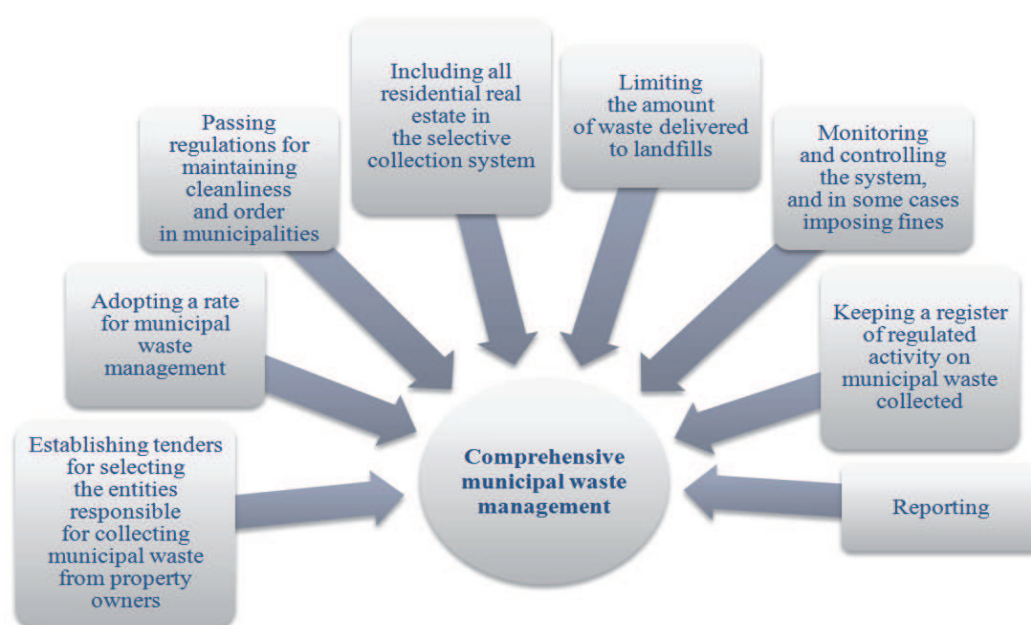 Including all
residential real
estate in
the selective
collection system
Limiting
the amount
of waste delivered
to landfills
Passing
regulations for
maintaining
cleanliness
and order
in municipalities
Monitoring
and controlling
the system,
and in some cases
imposing fines
Adopting a rate
for municipal
waste
management
Keeping a register
of regulated
activity on
municipal waste
collected
Establishing tenders
for selecting
the entities
responsible
for collecting
municipal waste
from property
owners
Comprehensive
municipal waste
management
Reporting